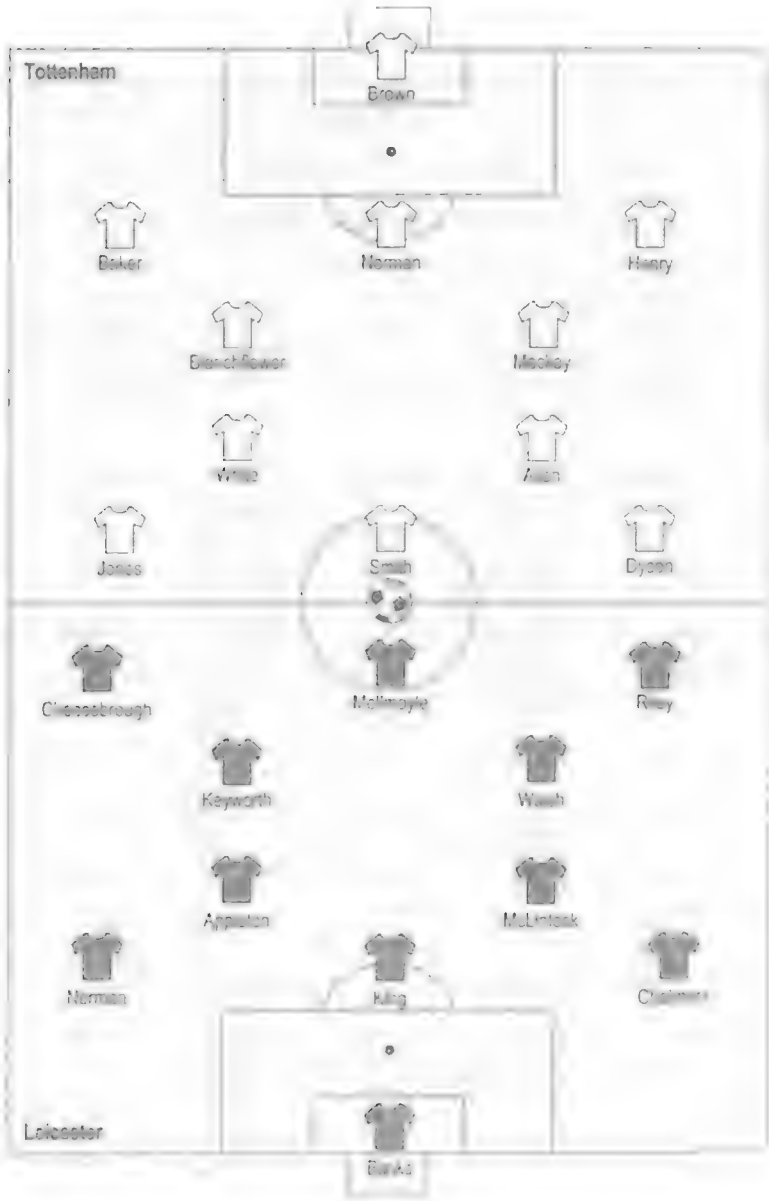 Tottenham
Brown
Baker
Norman
Henry
Blanchflower
Mackay
White
Allen
Jones
Smith
Dyson
Cheesebrough
McIlmoyle
Riley
Keyworth
Walsh
Appleton
McLintock
Norman
King
Chalmers
Leicester
Banks